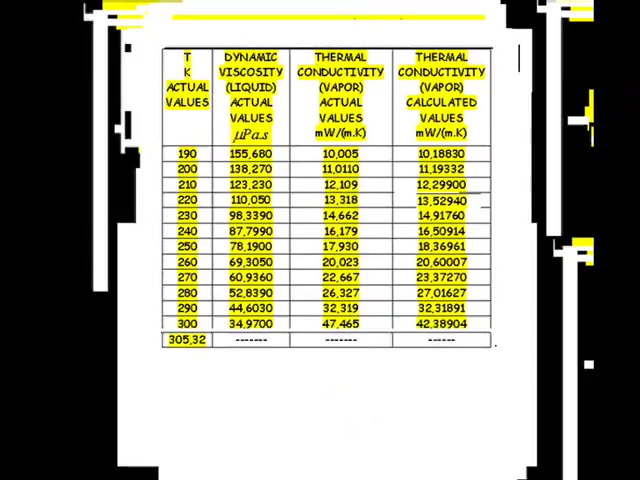 T K ACTUAL VALUES | DYNAMIC VISCOSITY (LIQUID) ACTUAL VALUES μPa.s | THERMAL CONDUCTIVITY (VAPOR) ACTUAL VALUES mW/(m.K) | THERMAL CONDUCTIVITY (VAPOR) CALCULATED VALUES mW/(m.K)
190 155,680 10,005 10,18830
200 138,270 11,0110 11,19332
210 123,230 12,109 12,29900
220 110,050 13,318 13,52940
230 98,3390 14,662 14,91760
240 87,7990 16,179 16,50914
250 78,1900 17,930 18,36961
260 69,3050 20,023 20,60007
270 60,9360 22,667 23,37270
280 52,8390 26,327 27,01627
290 44,6030 32,319 32,31891
300 34,9700 47,465 42,38904
305,32 ------- ------- ------